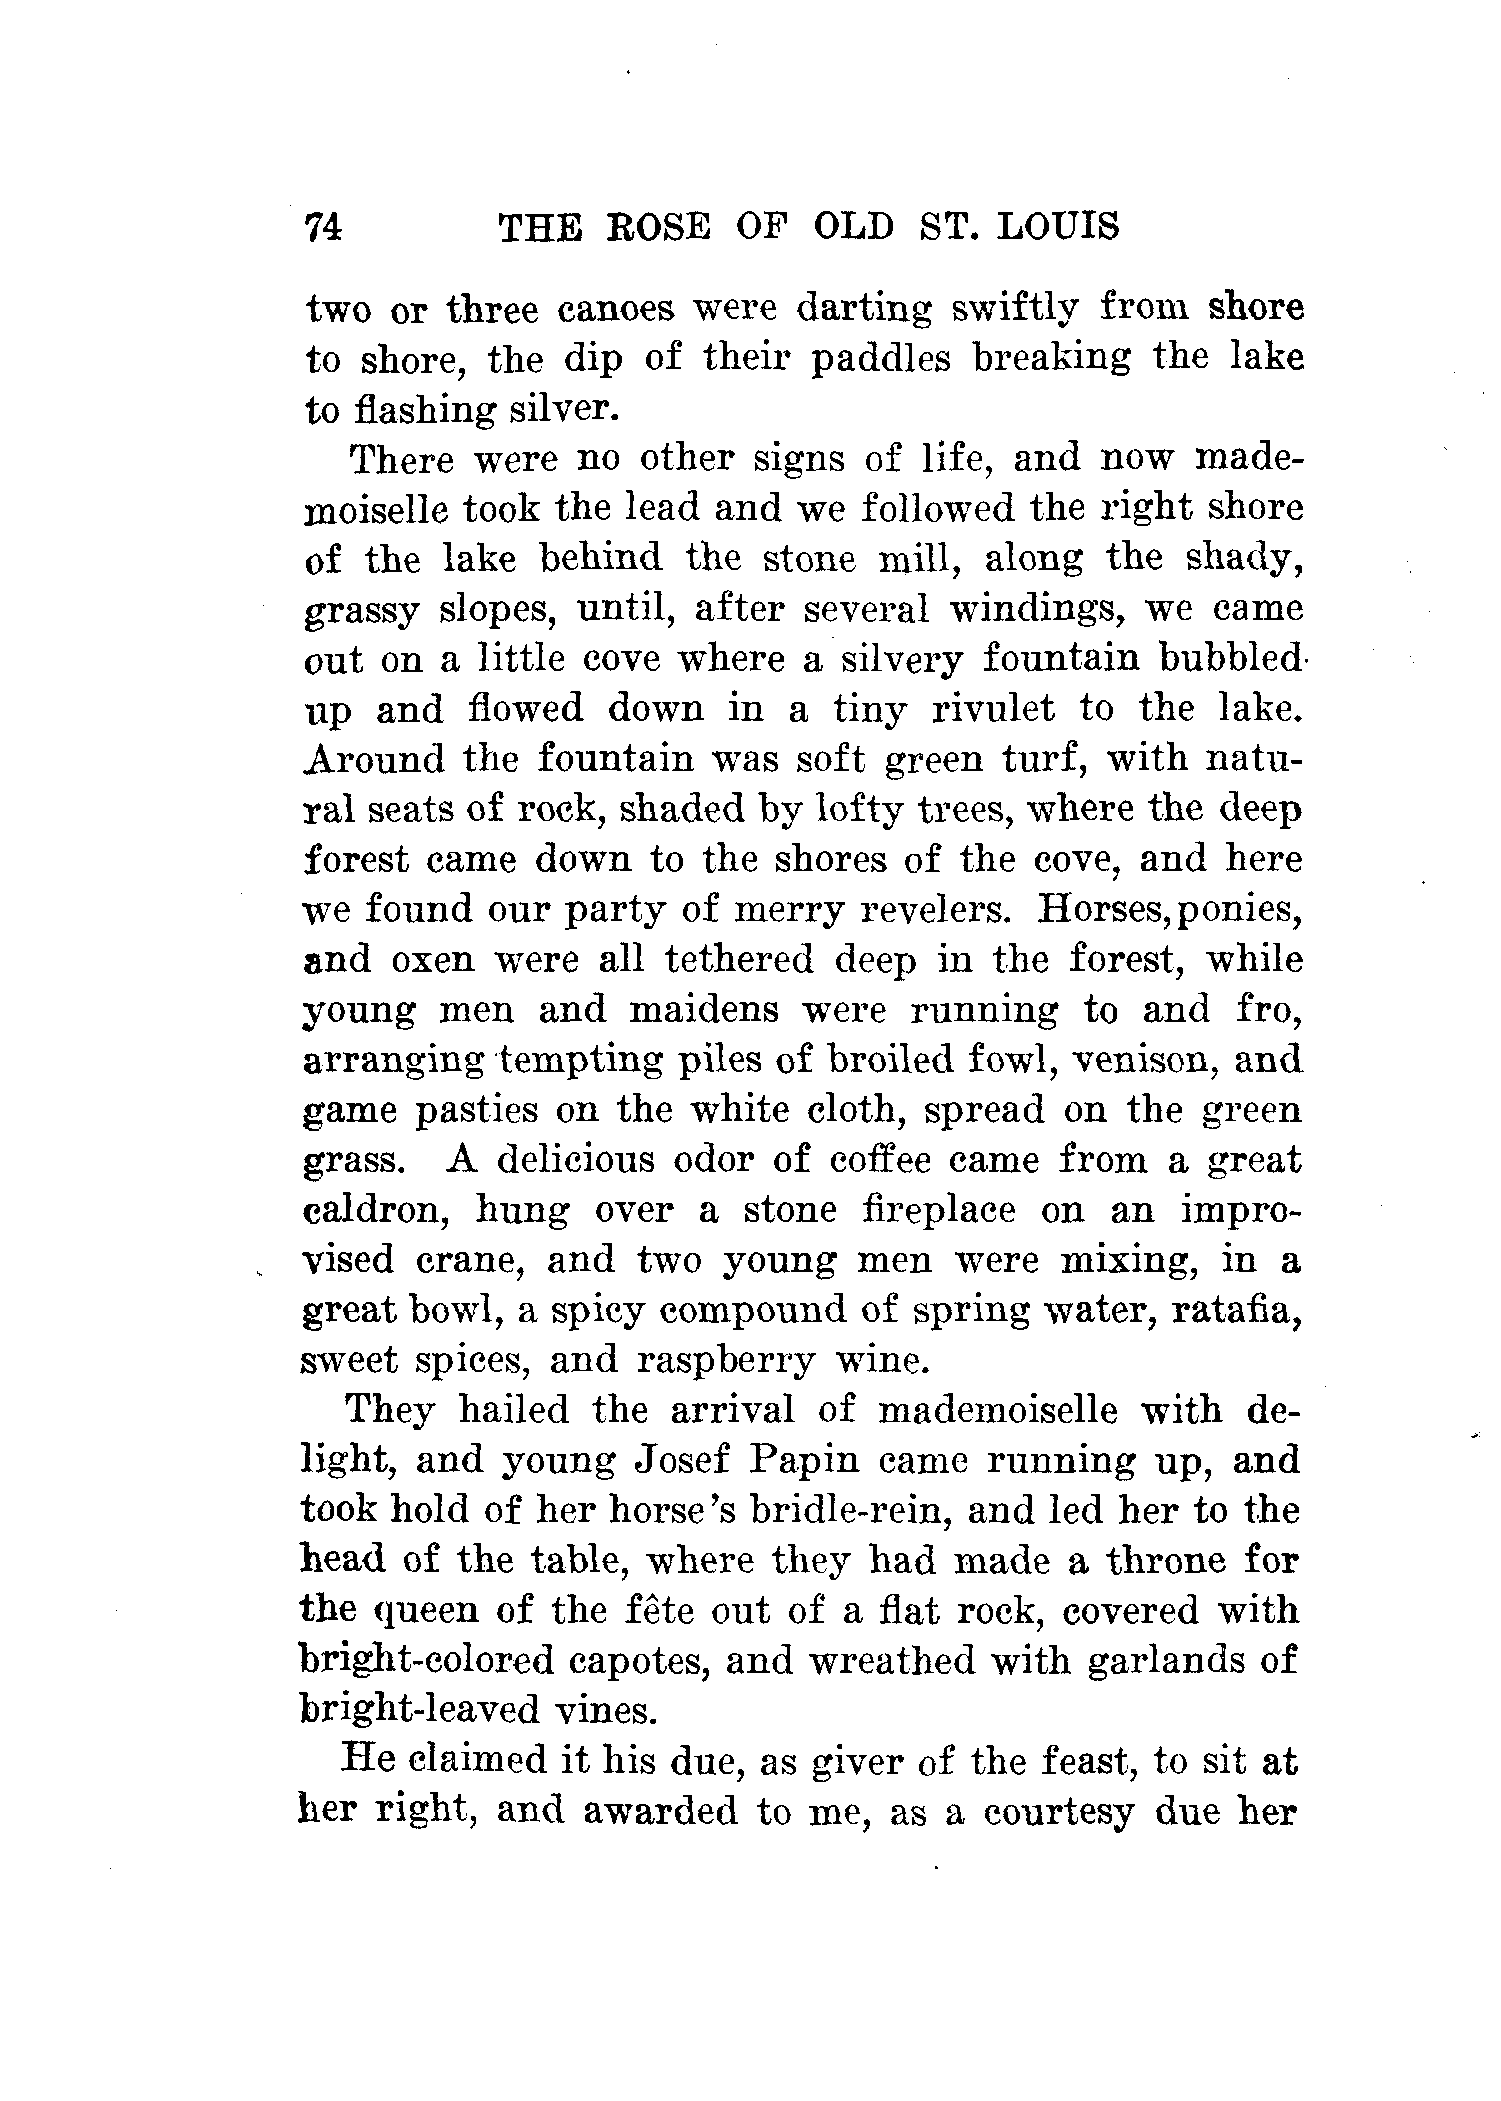 74 THE ROSE OF OLD ST. LOUIS
two or three canoes were darting swiftly from shore
to shore, the dip of their paddles breaking the lake
to flashing silver.
There were no other signs of life, and now made-
moiselle took the lead and we followed the right shore
of the lake behind the stone mill, along the shady,
grassy slopes, until, after several windings, we came
out on a little cove where a silvery fountain bubbled
up and flowed down in a tiny rivulet to the lake.
Around the fountain was soft green turf, with natu-
ral seats of rock, shaded by lofty trees, where the deep
forest came down to the shores of the cove, and here
we found our party of merry revelers. Horses, ponies,
and oxen were all tethered deep in the forest, while
young men and maidens were running to and fro,
arranging tempting piles of broiled fowl, venison, and
game pasties on the white cloth, spread on the green
grass. A delicious odor of coffee came from a great
caldron, hung over a stone fireplace on an impro-
vised crane, and two young men were mixing, in a
great bowl, a spicy compound of spring water, ratafia,
sweet spices, and raspberry wine.
They hailed the arrival of mademoiselle with de-
light, and young Josef Papin came running up, and
took hold of her horse's bridle-rein, and led her to the
head of the table, where they had made a throne for
the queen of the fête out of a flat rock, covered with
bright-colored capotes, and wreathed with garlands of
bright-leaved vines.
He claimed it his due, as giver of the feast, to sit at
her right, and awarded to me, as a courtesy due her